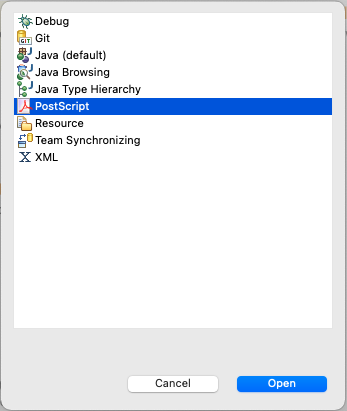 Debug
Git
Java (default)
Java Browsing
Java Type Hierarchy
PostScript
Resource
Team Synchronizing
XML
Cancel
Open